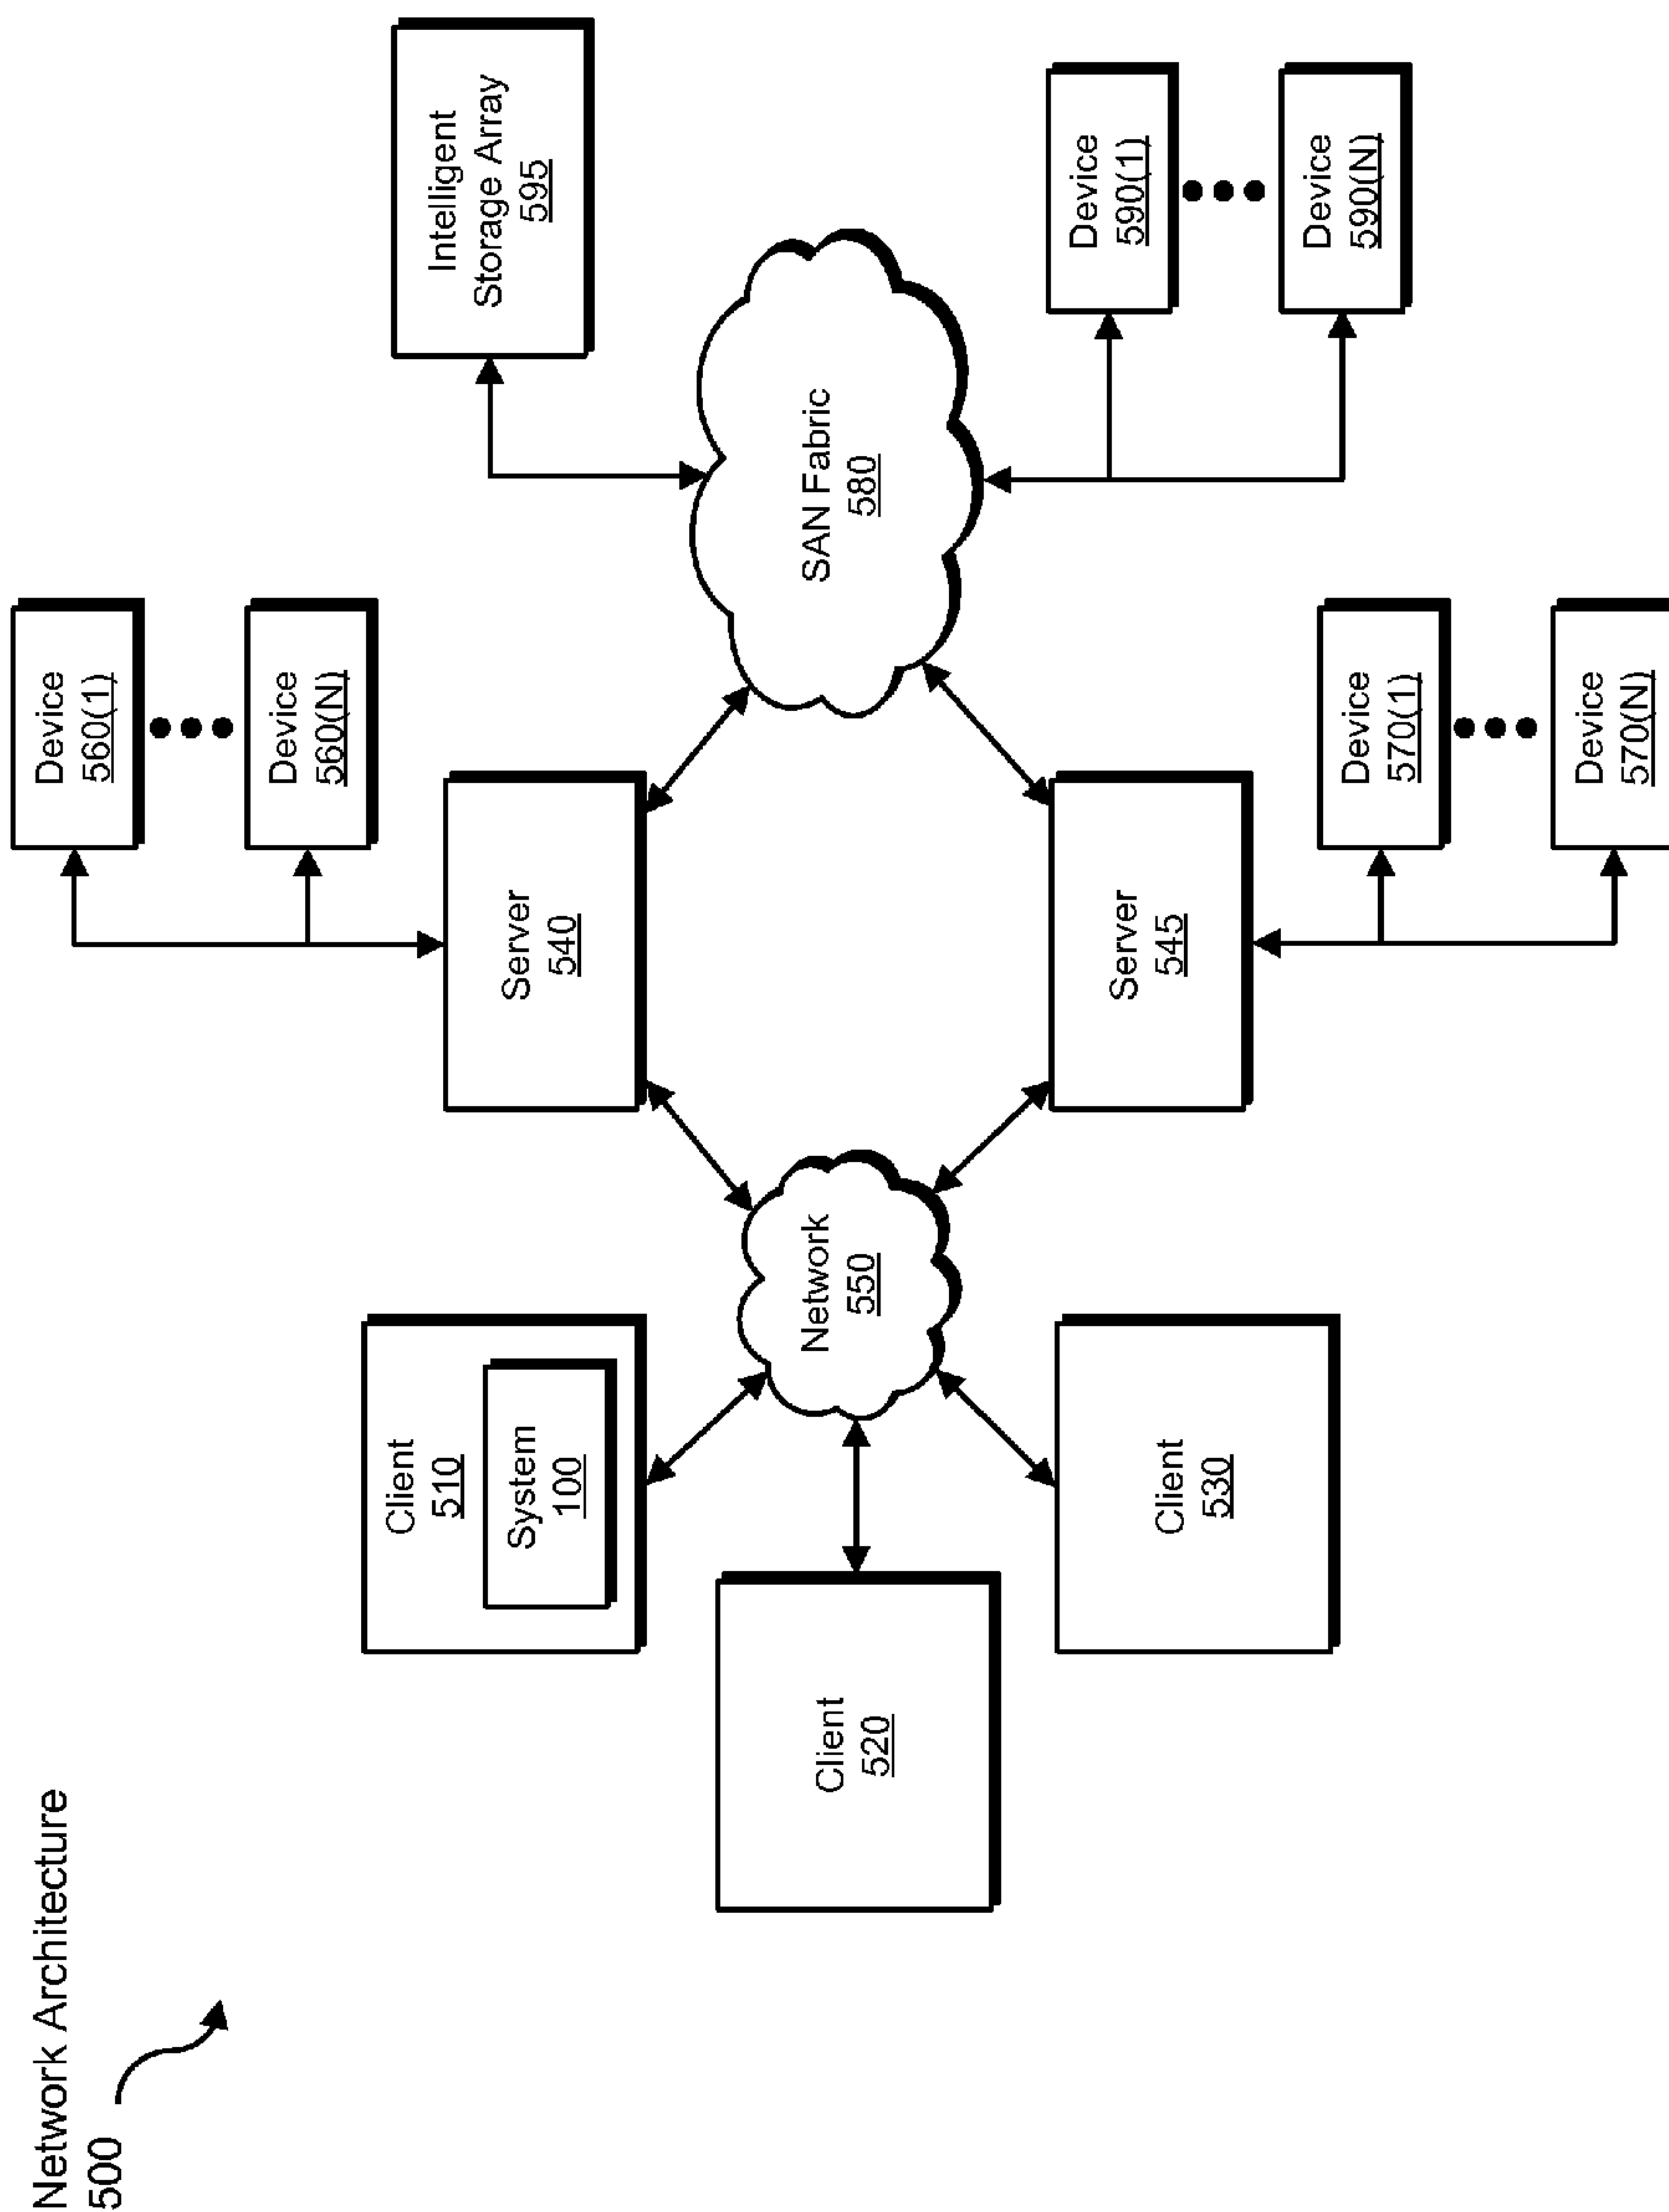 Network Architecture
500
Client
510
System
100
Client
520
Client
530
Network
550
Server
540
Server
545
Device
560(1)
Device
560(N)
Device
570(1)
Device
570(N)
SAN Fabric
580
Intelligent
Storage Array
595
Device
590(1)
Device
590(N)